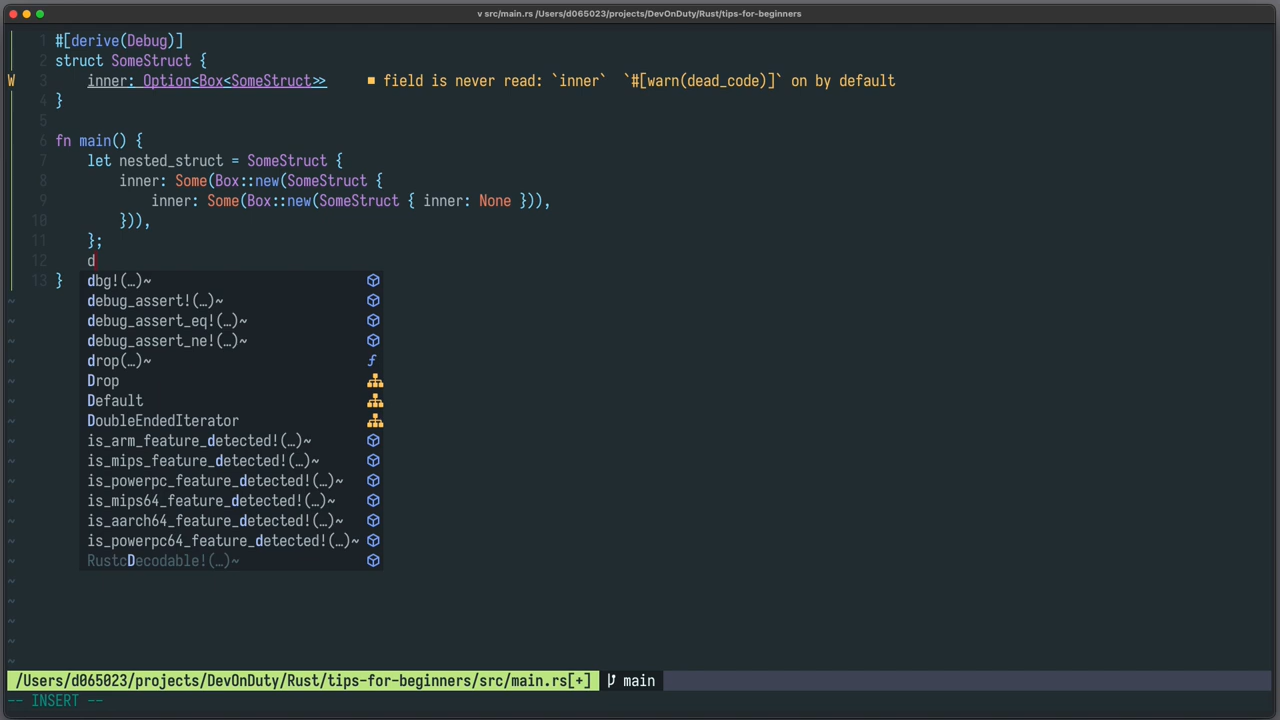 v src/main.rs /Users/d065023/projects/DevOnDuty/Rust/tips-for-beginners
1 #[derive(Debug)]
2 struct SomeStruct {
W 3 inner: Option<Box<SomeStruct>> ■ field is never read: `inner` `#[warn(dead_code)]` on by default
4 }
5
6 fn main() {
7 let nested_struct = SomeStruct {
8 inner: Some(Box::new(SomeStruct {
9 inner: Some(Box::new(SomeStruct { inner: None })),
10 })),
11 };
12 d
13 } dbg!(…)~
~ debug_assert!(…)~
~ debug_assert_eq!(…)~
~ debug_assert_ne!(…)~
~ drop(…)~ f
~ Drop
~ Default
~ DoubleEndedIterator
~ is_arm_feature_detected!(…)~
~ is_mips_feature_detected!(…)~
~ is_powerpc_feature_detected!(…)~
~ is_mips64_feature_detected!(…)~
~ is_aarch64_feature_detected!(…)~
~ is_powerpc64_feature_detected!(…)~
~ RustcDecodable!(…)~
~
~
~
~
~
/Users/d065023/projects/DevOnDuty/Rust/tips-for-beginners/src/main.rs[+] main
-- INSERT --